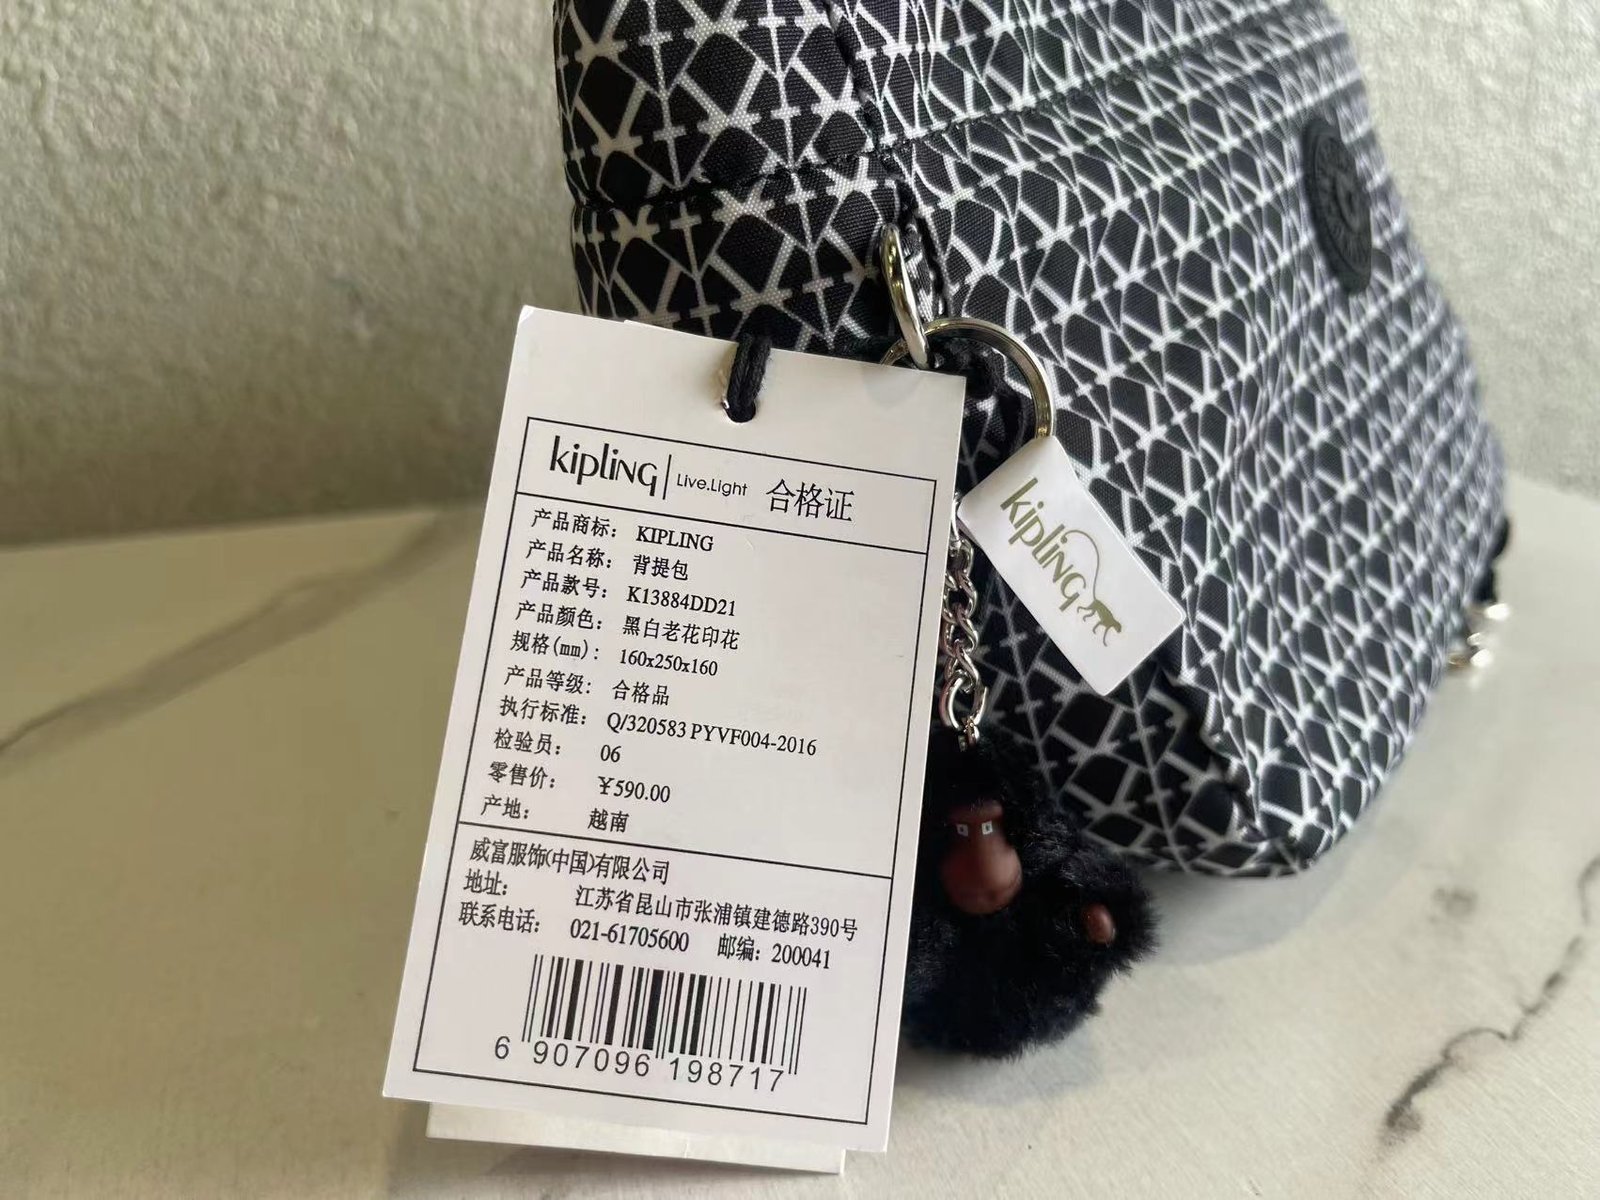 kipling Live.Light 合格证
产品商标： KIPLING
产品名称： 背提包
产品款号： K13884DD21
产品颜色： 黑白老花印花
规格(mm)： 160x250x160
产品等级： 合格品
执行标准： Q/320583 PYVF004-2016
检验员： 06
零售价： ¥590.00
产地： 越南
威富服饰(中国)有限公司
地址： 江苏省昆山市张浦镇建德路390号
联系电话： 021-61705600 邮编：200041
6 907096 198717
kipling